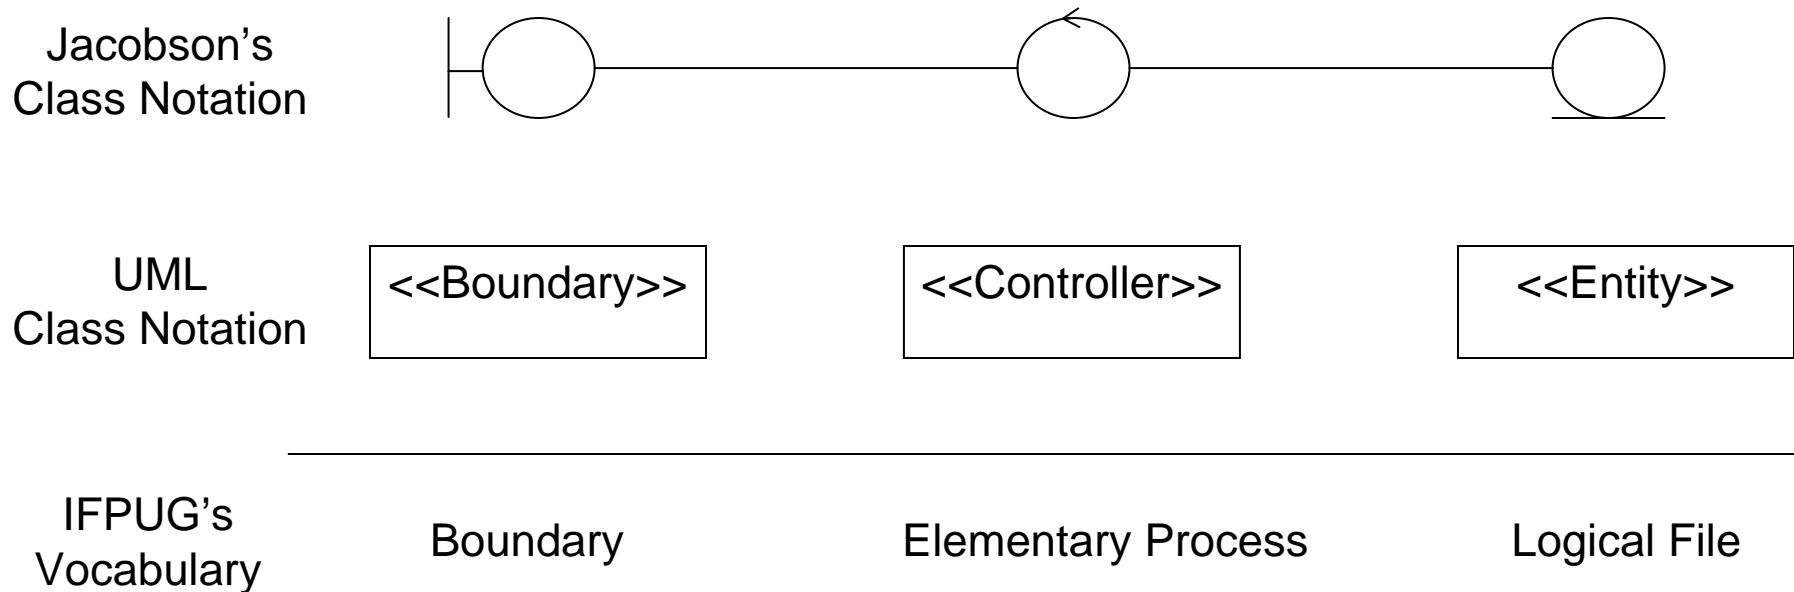 Jacobson’s
Class Notation
UML
Class Notation
<<Boundary>>
<<Controller>>
<<Entity>>
IFPUG’s
Vocabulary
Boundary
Elementary Process
Logical File